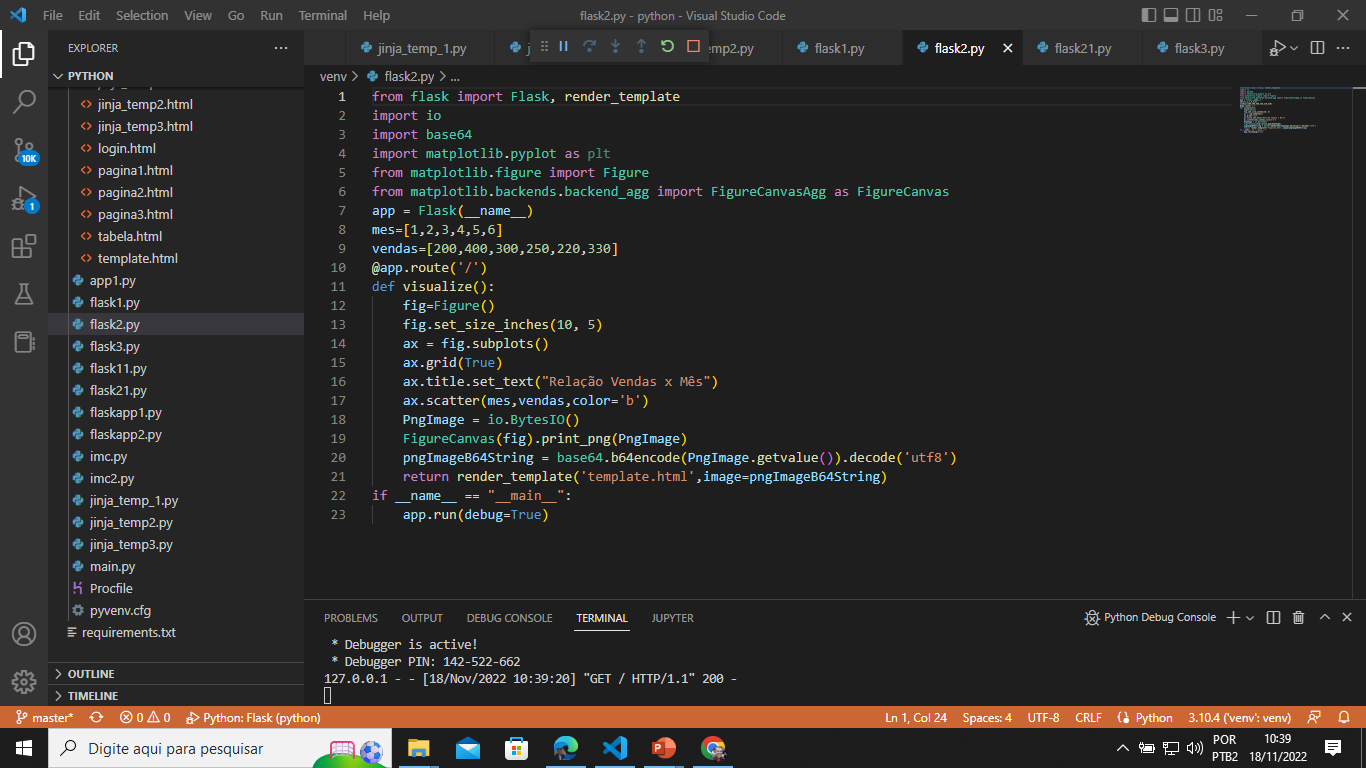 File Edit Selection View Go Run Terminal Help flask2.py - python - Visual Studio Code
EXPLORER
PYTHON
jinja_temp2.html
jinja_temp3.html
login.html
pagina1.html
pagina2.html
pagina3.html
tabela.html
template.html
app1.py
flask1.py
flask2.py
flask3.py
flask11.py
flask21.py
flaskapp1.py
flaskapp2.py
imc.py
imc2.py
jinja_temp_1.py
jinja_temp2.py
jinja_temp3.py
main.py
Procfile
pyvenv.cfg
requirements.txt
OUTLINE
TIMELINE
10K
1
jinja_temp_1.py temp2.py flask1.py flask2.py flask21.py flask3.py
venv > flask2.py > ...
1 from flask import Flask, render_template
2 import io
3 import base64
4 import matplotlib.pyplot as plt
5 from matplotlib.figure import Figure
6 from matplotlib.backends.backend_agg import FigureCanvasAgg as FigureCanvas
7 app = Flask(__name__)
8 mes=[1,2,3,4,5,6]
9 vendas=[200,400,300,250,220,330]
10 @app.route('/')
11 def visualize():
12     fig=Figure()
13     fig.set_size_inches(10, 5)
14     ax = fig.subplots()
15     ax.grid(True)
16     ax.title.set_text("Relação Vendas x Mês")
17     ax.scatter(mes,vendas,color='b')
18     PngImage = io.BytesIO()
19     FigureCanvas(fig).print_png(PngImage)
20     pngImageB64String = base64.b64encode(PngImage.getvalue()).decode('utf8')
21     return render_template('template.html',image=pngImageB64String)
22 if __name__ == "__main__":
23     app.run(debug=True)
PROBLEMS OUTPUT DEBUG CONSOLE TERMINAL JUPYTER Python Debug Console
* Debugger is active!
* Debugger PIN: 142-522-662
127.0.0.1 - - [18/Nov/2022 10:39:20] "GET / HTTP/1.1" 200 -
master* 0 0 Python: Flask (python) Ln 1, Col 24 Spaces: 4 UTF-8 CRLF Python 3.10.4 ('venv': venv)
Digite aqui para pesquisar
POR
PTB2
10:39
18/11/2022